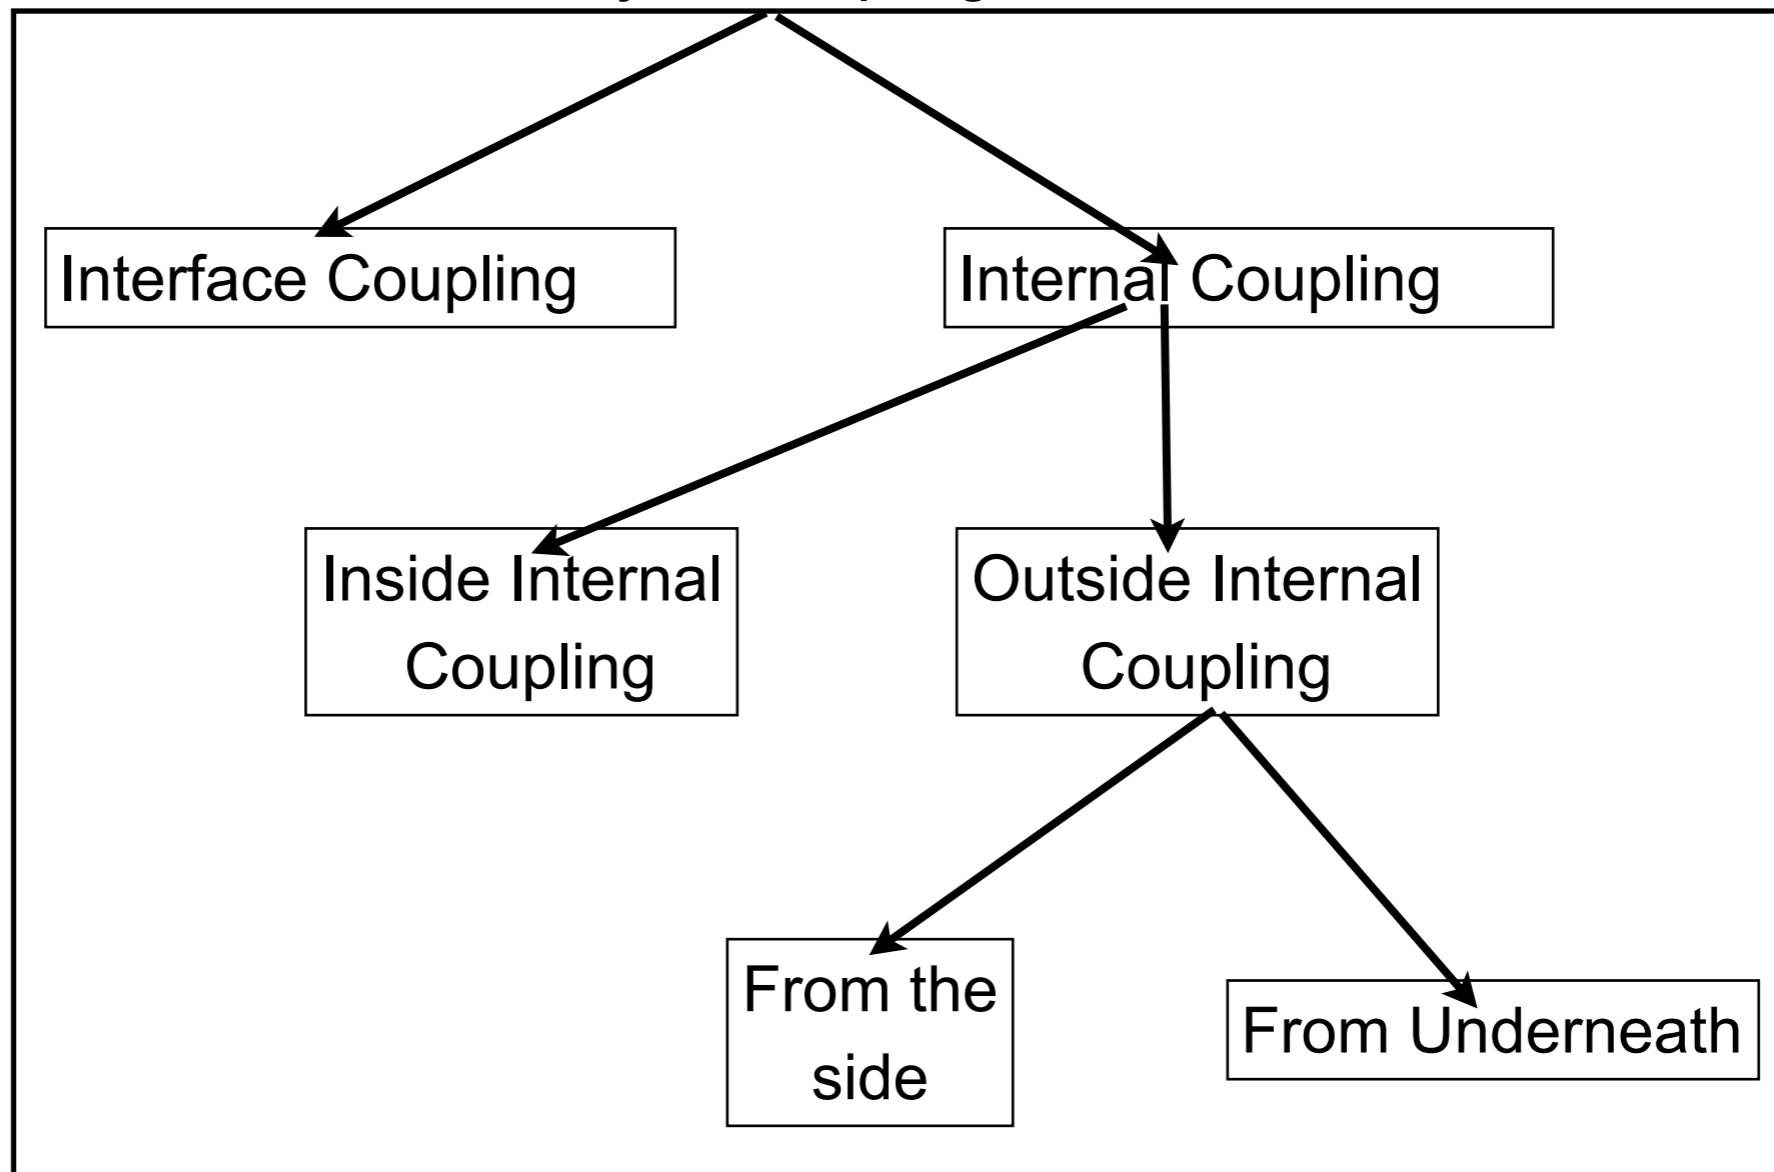 Interface Coupling
Internal Coupling
Inside Internal
Coupling
Outside Internal
Coupling
From the
side
From Underneath